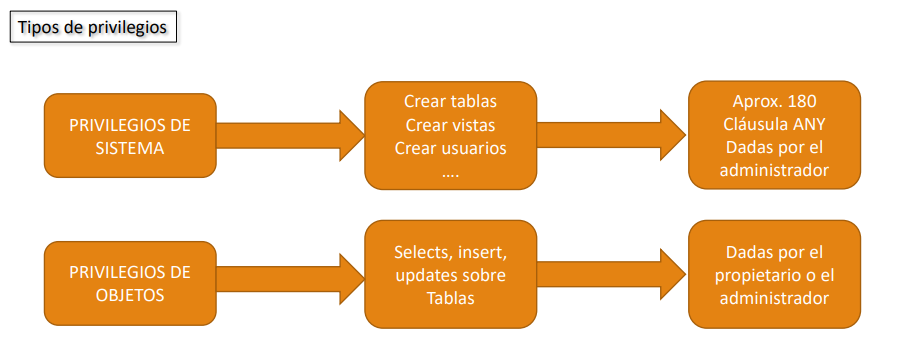 Tipos de privilegios
PRIVILEGIOS DE
SISTEMA
Crear tablas
Crear vistas
Crear usuarios
....
Aprox. 180
Cláusula ANY
Dadas por el
administrador
PRIVILEGIOS DE
OBJETOS
Selects, insert,
updates sobre
Tablas
Dadas por el
propietario o el
administrador